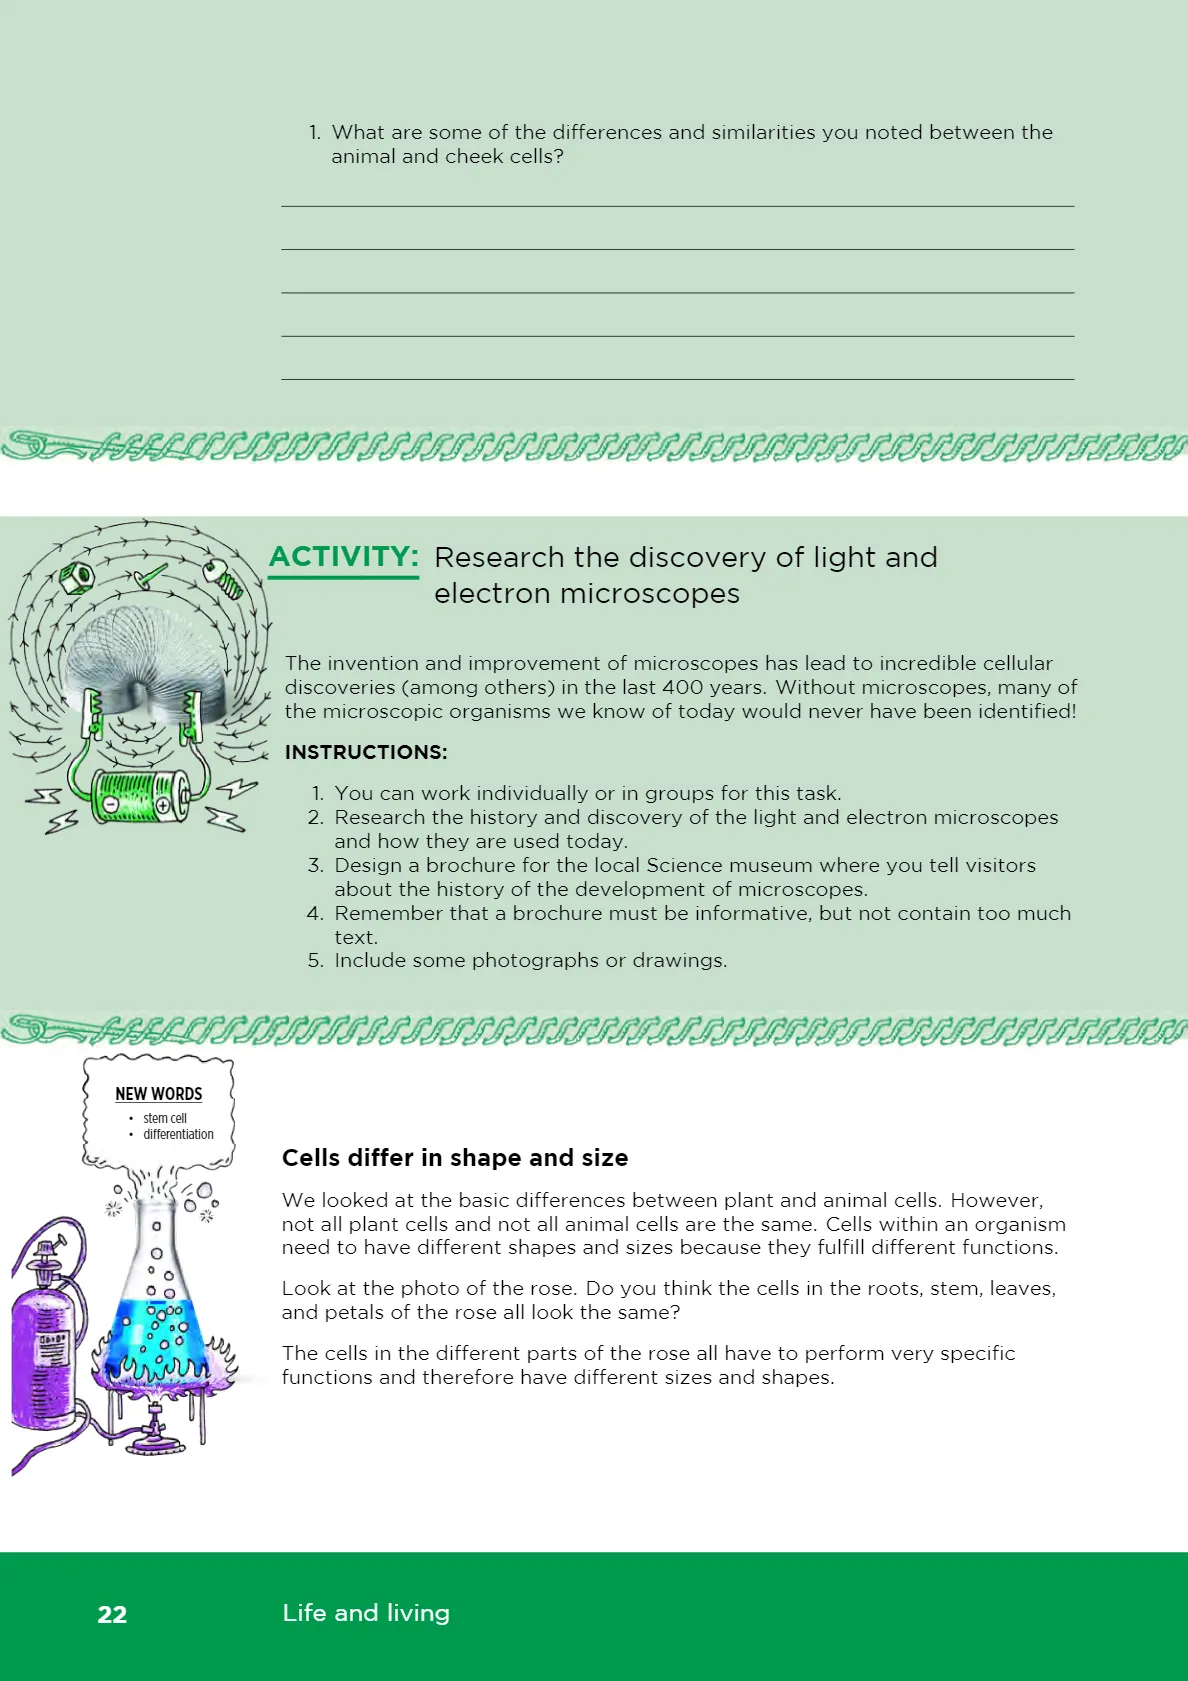 1. What are some of the differences and similarities you noted between the
animal and cheek cells?
ACTIVITY: Research the discovery of light and
electron microscopes
The invention and improvement of microscopes has lead to incredible cellular
discoveries (among others) in the last 400 years. Without microscopes, many of
the microscopic organisms we know of today would never have been identified!
INSTRUCTIONS:
1. You can work individually or in groups for this task.
2. Research the history and discovery of the light and electron microscopes
and how they are used today.
3. Design a brochure for the local Science museum where you tell visitors
about the history of the development of microscopes.
4. Remember that a brochure must be informative, but not contain too much
text.
5. Include some photographs or drawings.
NEW WORDS
• stem cell
• differentiation
Cells differ in shape and size
We looked at the basic differences between plant and animal cells. However,
not all plant cells and not all animal cells are the same. Cells within an organism
need to have different shapes and sizes because they fulfill different functions.
Look at the photo of the rose. Do you think the cells in the roots, stem, leaves,
and petals of the rose all look the same?
The cells in the different parts of the rose all have to perform very specific
functions and therefore have different sizes and shapes.
22 Life and living